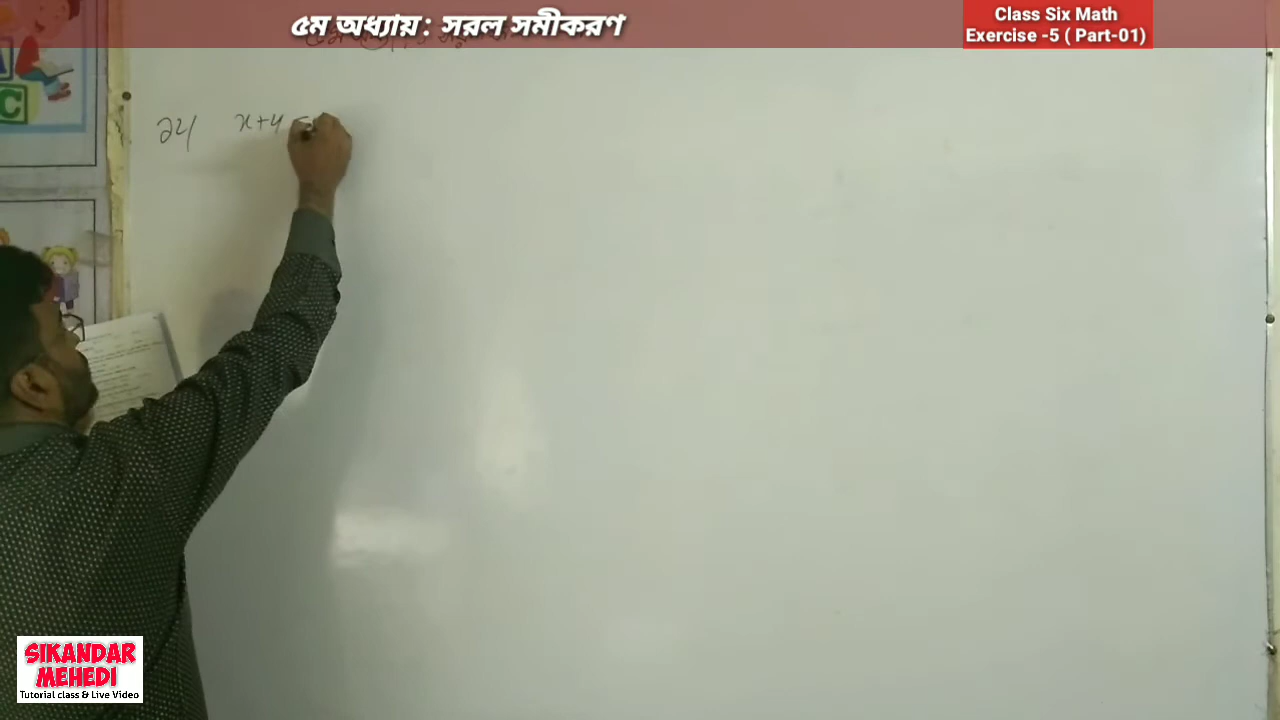 ৫ম অধ্যায় : সরল সমীকরণ
Class Six Math
Exercise -5 ( Part-01)
x+4 =
C
SIKANDAR
MEHEDI
Tutorial class & Live Video